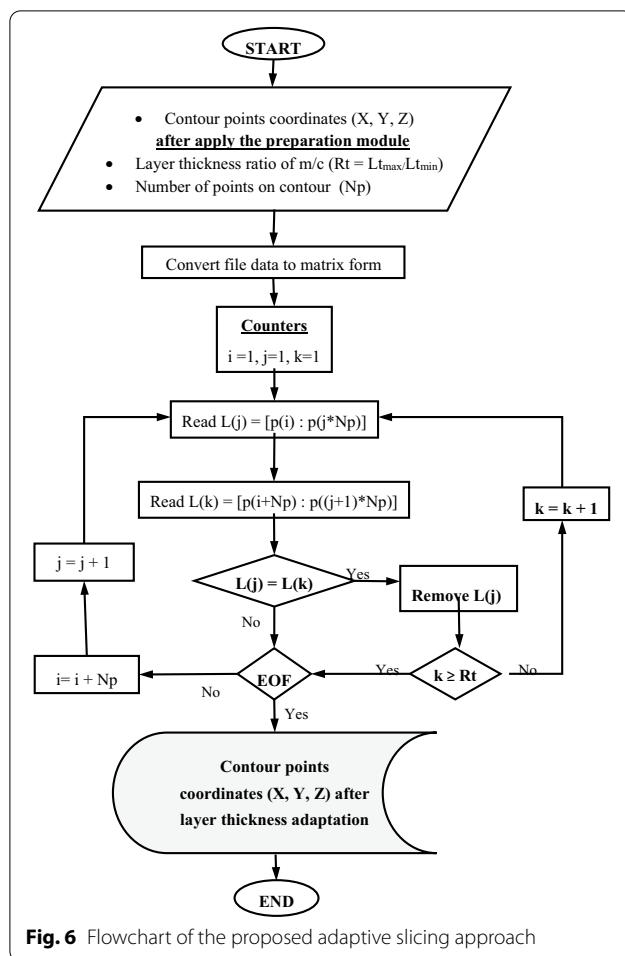 START
• Contour points coordinates (X, Y, Z)
after apply the preparation module
• Layer thickness ratio of m/c (Rt = Ltmax/Ltmin)
• Number of points on contour (Np)
Convert file data to matrix form
Counters
i =1, j=1, k=1
Read L(j) = [p(i) : p(j*Np)]
Read L(k) = [p(i+Np) : p((j+1)*Np)]
k = k + 1
j = j + 1
L(j) = L(k)
Yes
Remove L(j)
No
i= i + Np
No
EOF
Yes
k ≥ Rt
No
Yes
Contour points
coordinates (X, Y, Z) after
layer thickness adaptation
END
Fig. 6 Flowchart of the proposed adaptive slicing approach